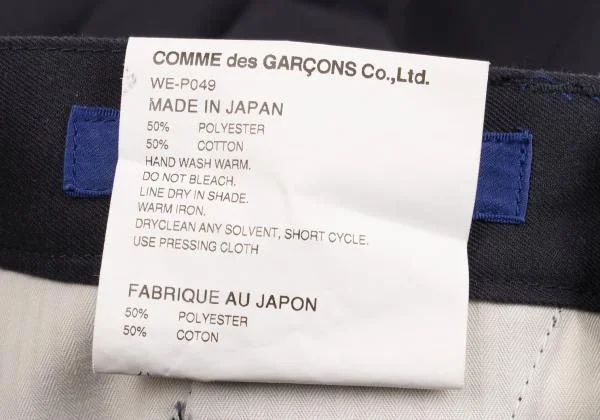 COMME des GARÇONS Co.,Ltd.
WE-P049
MADE IN JAPAN
50% POLYESTER
50% COTTON
HAND WASH WARM.
DO NOT BLEACH.
LINE DRY IN SHADE.
WARM IRON.
DRYCLEAN ANY SOLVENT, SHORT CYCLE.
USE PRESSING CLOTH
FABRIQUE AU JAPON
50% POLYESTER
50% COTON